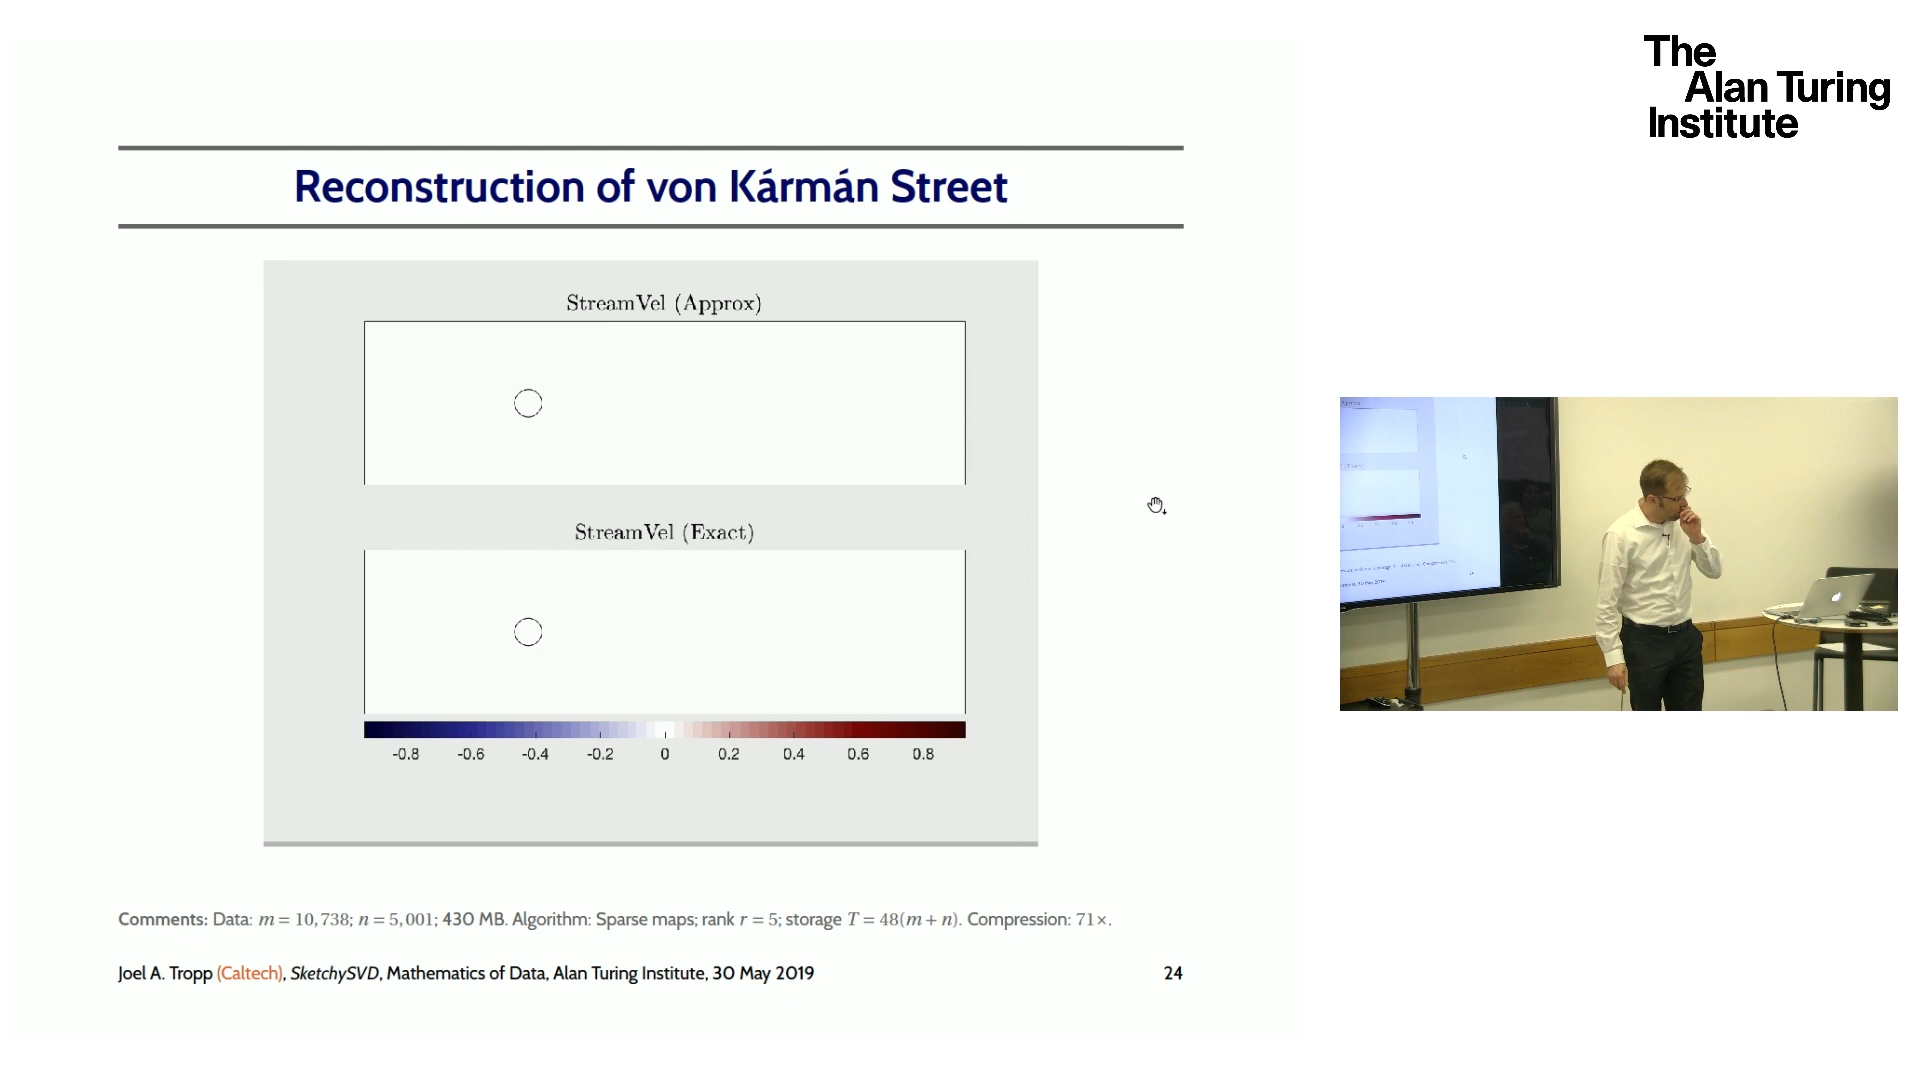 The
Alan Turing
Institute
Reconstruction of von Kármán Street
StreamVel (Approx)
StreamVel (Exact)
-0.8 -0.6 -0.4 -0.2 0 0.2 0.4 0.6 0.8
Comments: Data: m = 10,738; n = 5,001; 430 MB. Algorithm: Sparse maps; rank r = 5; storage T = 48(m + n). Compression: 71×.
Joel A. Tropp (Caltech), SketchySVD, Mathematics of Data, Alan Turing Institute, 30 May 2019 24